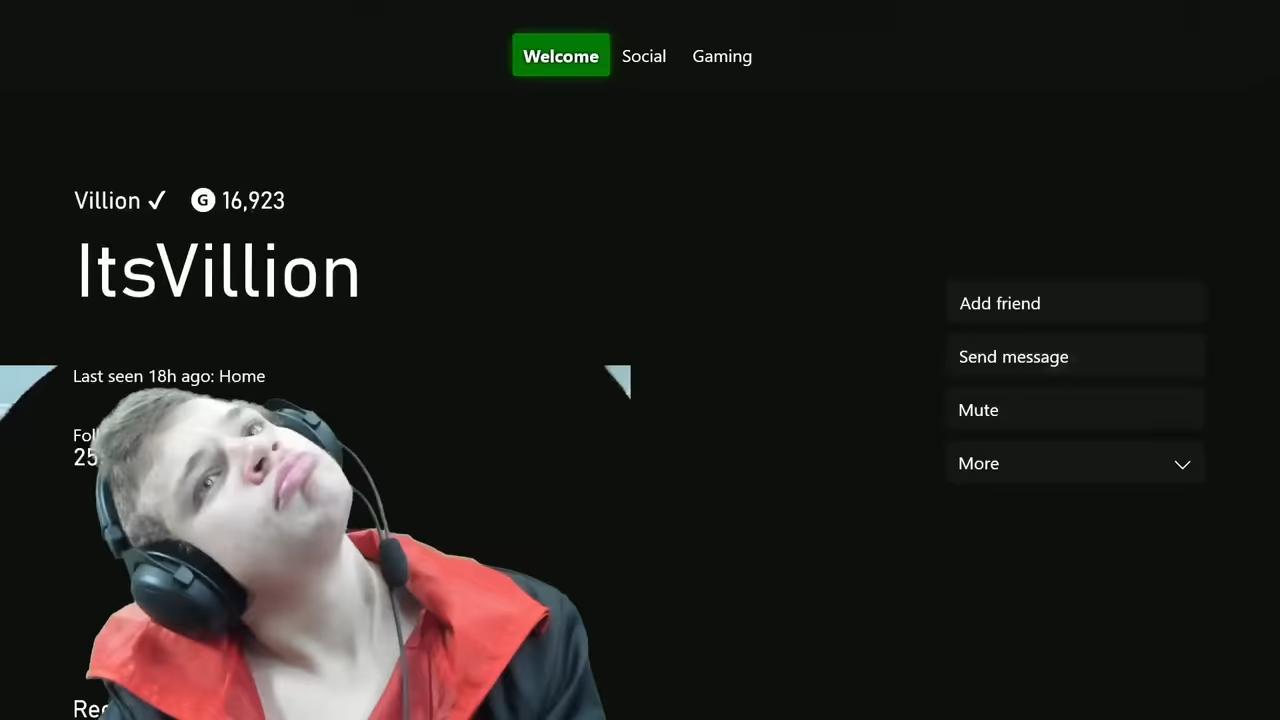 Welcome Social Gaming
Villion ✓ G 16,923
ItsVillion
Last seen 18h ago: Home
Add friend
Send message
Mute
More